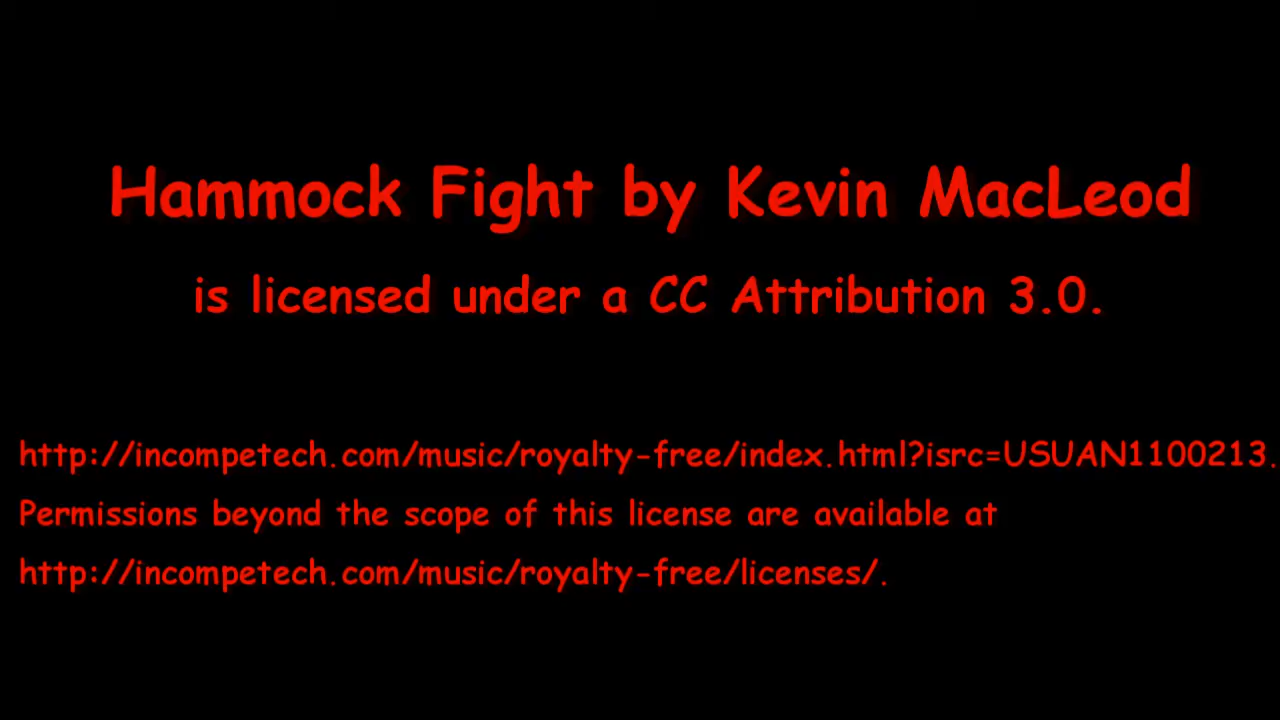 Hammock Fight by Kevin MacLeod
is licensed under a CC Attribution 3.0.
http://incompetech.com/music/royalty-free/index.html?isrc=USUAN1100213.
Permissions beyond the scope of this license are available at
http://incompetech.com/music/royalty-free/licenses/.